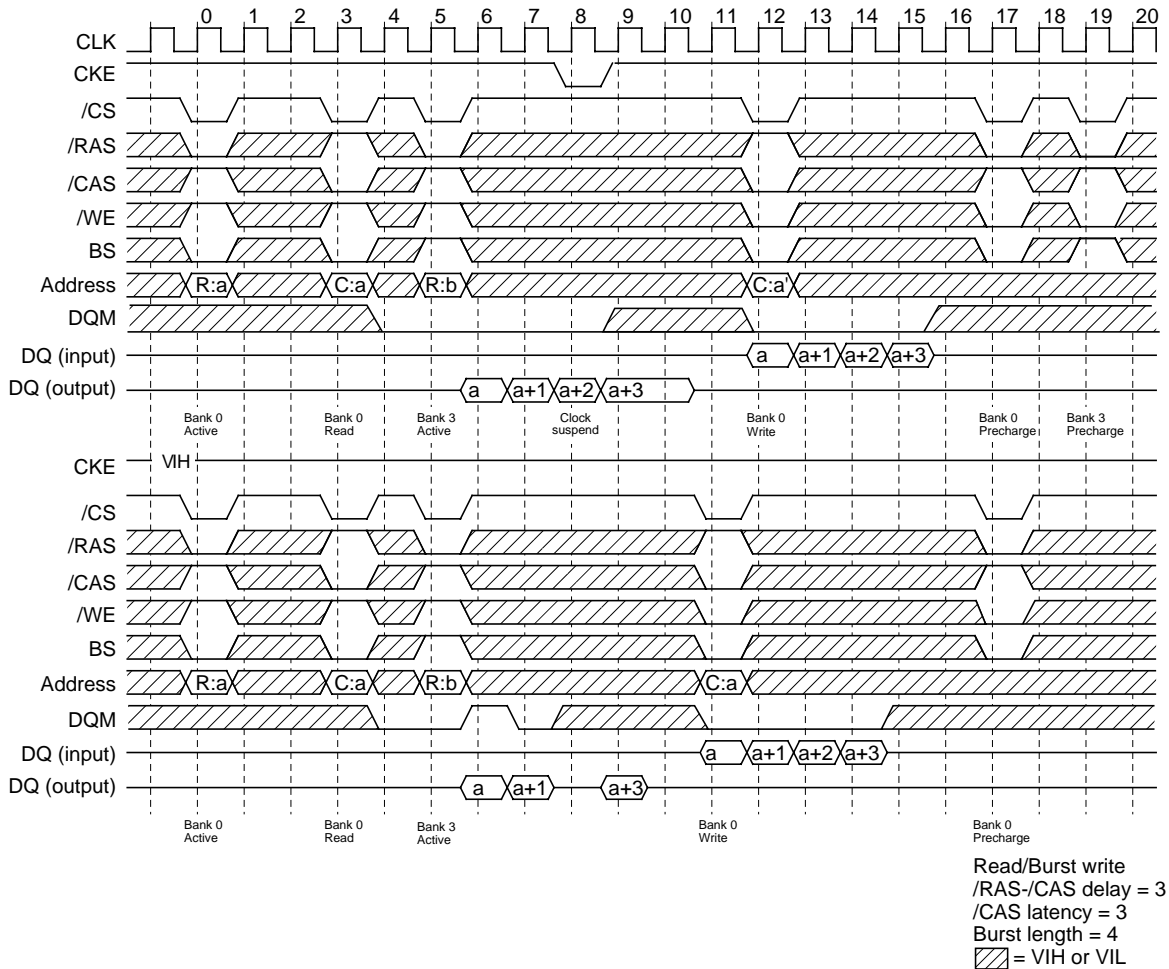 0 1 2 3 4 5 6 7 8 9 10 11 12 13 14 15 16 17 18 19 20
CLK
CKE
/CS
/RAS
/CAS
/WE
BS
Address R:a C:a R:b C:a'
DQM
DQ (input) a a+1 a+2 a+3
DQ (output) a a+1 a+2 a+3
Bank 0 Bank 0 Bank 3 Clock Bank 0 Bank 0 Bank 3
Active Read Active suspend Write Precharge Precharge
CKE VIH
/CS
/RAS
/CAS
/WE
BS
Address R:a C:a R:b C:a
DQM
DQ (input) a a+1 a+2 a+3
DQ (output) a a+1 a+3
Bank 0 Bank 0 Bank 3 Bank 0 Bank 0
Active Read Active Write Precharge
Read/Burst write
/RAS-/CAS delay = 3
/CAS latency = 3
Burst length = 4
= VIH or VIL